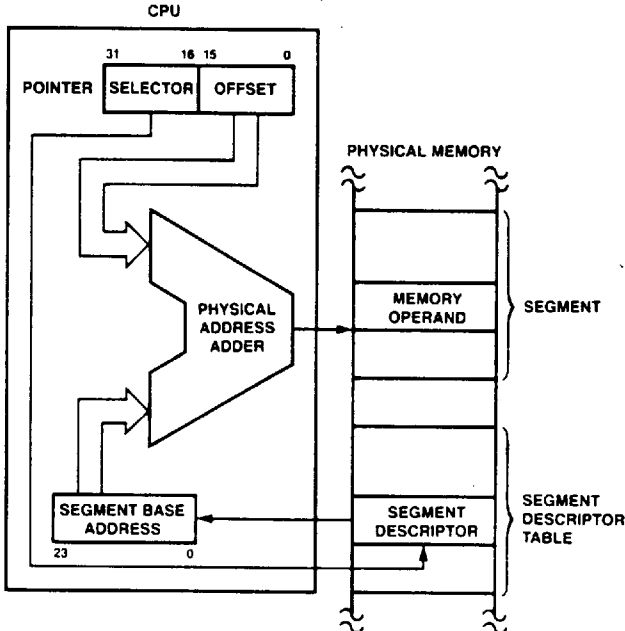 CPU
31 16 15 0
POINTER SELECTOR OFFSET
PHYSICAL MEMORY
PHYSICAL
ADDRESS
ADDER
MEMORY
OPERAND
SEGMENT
SEGMENT BASE
ADDRESS
23 0
SEGMENT
DESCRIPTOR
SEGMENT
DESCRIPTOR
TABLE